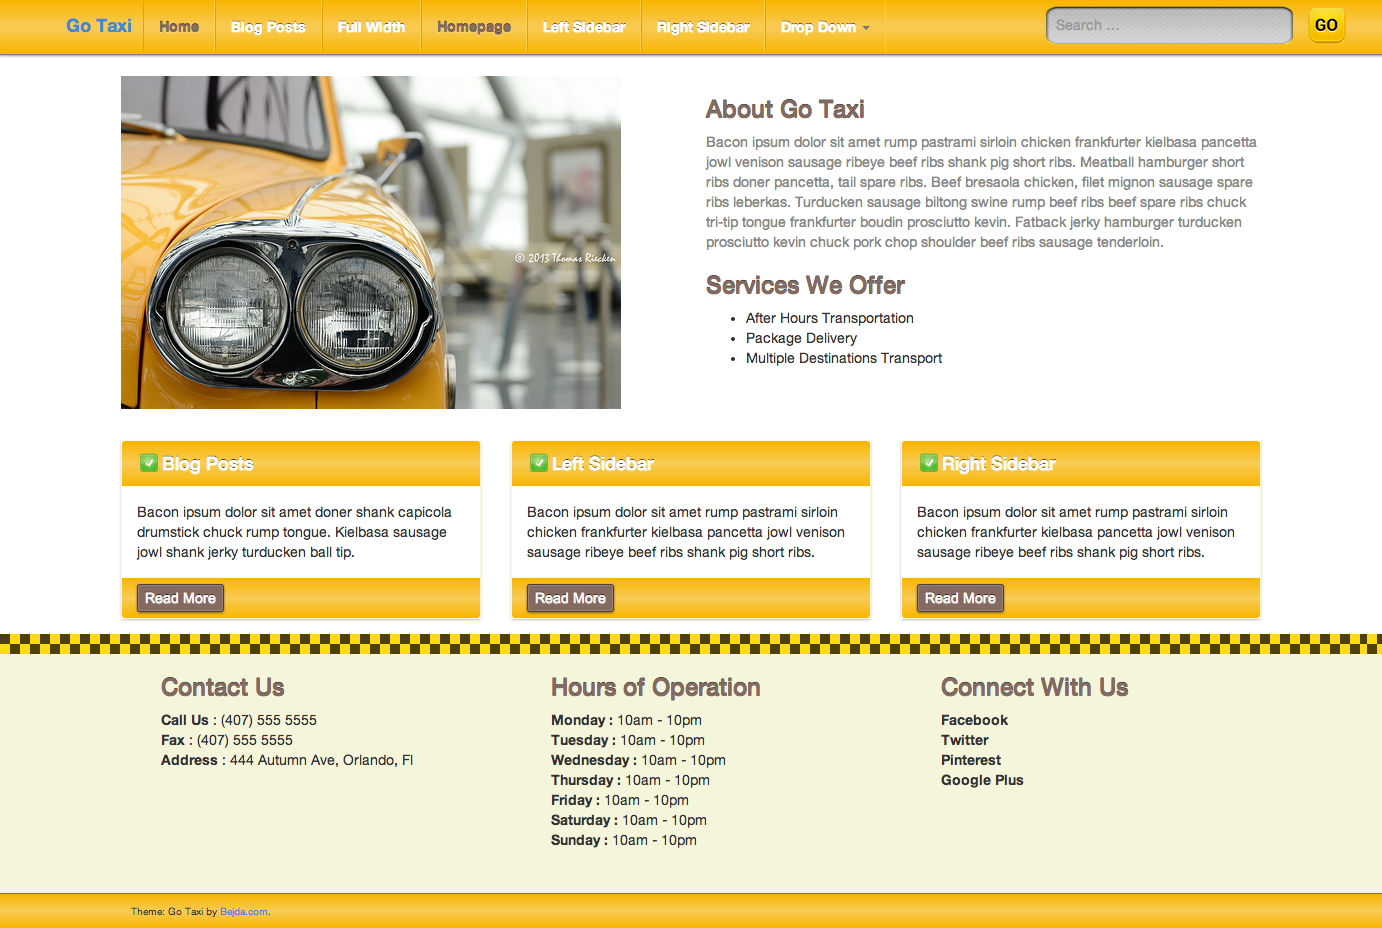 Go Taxi
Home
Blog Posts
Full Width
Homepage
Left Sidebar
Right Sidebar
Drop Down
Search ...
GO
© 2013 Thomas Riecken
About Go Taxi
Bacon ipsum dolor sit amet rump pastrami sirloin chicken frankfurter kielbasa pancetta
jowl venison sausage ribeye beef ribs shank pig short ribs. Meatball hamburger short
ribs doner pancetta, tail spare ribs. Beef bresaola chicken, filet mignon sausage spare
ribs leberkas. Turducken sausage biltong swine rump beef ribs beef spare ribs chuck
tri-tip tongue frankfurter boudin prosciutto kevin. Fatback jerky hamburger turducken
prosciutto kevin chuck pork chop shoulder beef ribs sausage tenderloin.
Services We Offer
• After Hours Transportation
• Package Delivery
• Multiple Destinations Transport
Blog Posts
Bacon ipsum dolor sit amet doner shank capicola
drumstick chuck rump tongue. Kielbasa sausage
jowl shank jerky turducken ball tip.
Read More
Left Sidebar
Bacon ipsum dolor sit amet rump pastrami sirloin
chicken frankfurter kielbasa pancetta jowl venison
sausage ribeye beef ribs shank pig short ribs.
Read More
Right Sidebar
Bacon ipsum dolor sit amet rump pastrami sirloin
chicken frankfurter kielbasa pancetta jowl venison
sausage ribeye beef ribs shank pig short ribs.
Read More
Contact Us
Call Us : (407) 555 5555
Fax : (407) 555 5555
Address : 444 Autumn Ave, Orlando, Fl
Hours of Operation
Monday : 10am - 10pm
Tuesday : 10am - 10pm
Wednesday : 10am - 10pm
Thursday : 10am - 10pm
Friday : 10am - 10pm
Saturday : 10am - 10pm
Sunday : 10am - 10pm
Connect With Us
Facebook
Twitter
Pinterest
Google Plus
Theme: Go Taxi by Bejda.com.